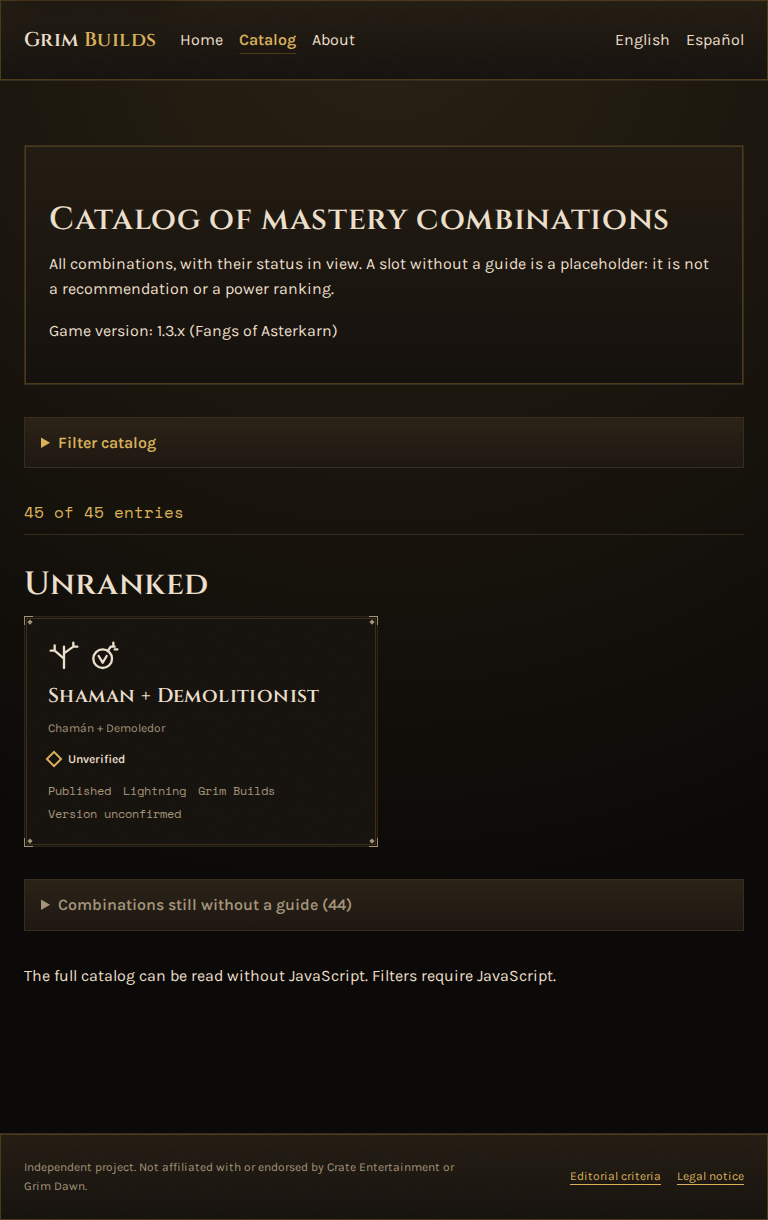 Grim Builds Home Catalog About English Español
Catalog of mastery combinations
All combinations, with their status in view. A slot without a guide is a placeholder: it is not
a recommendation or a power ranking.
Game version: 1.3.x (Fangs of Asterkarn)
Filter catalog
45 of 45 entries
Unranked
Shaman + Demolitionist
Chamán + Demoledor
Unverified
Published Lightning Grim Builds
Version unconfirmed
Combinations still without a guide (44)
The full catalog can be read without JavaScript. Filters require JavaScript.
Independent project. Not affiliated with or endorsed by Crate Entertainment or
Grim Dawn.
Editorial criteria Legal notice